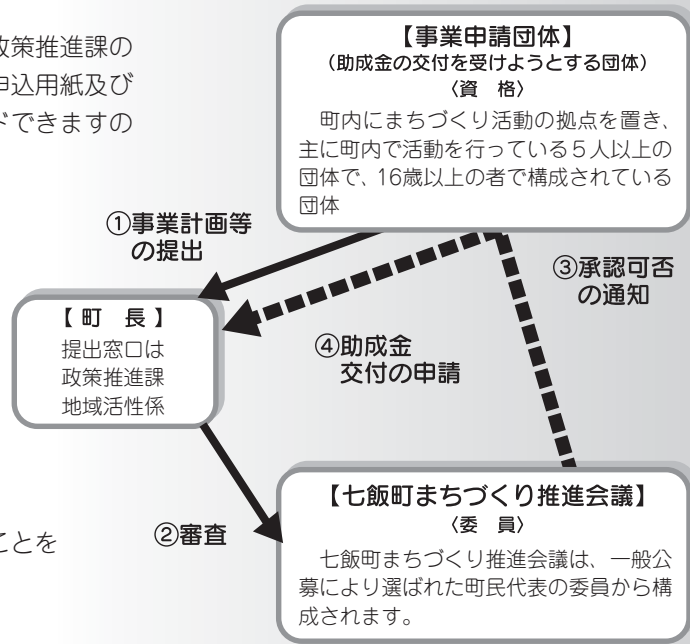 政策推進課の
申込用紙及び
ドできますの
ことを
【事業申請団体】
(助成金の交付を受けようとする団体)
〈資 格〉
町内にまちづくり活動の拠点を置き、
主に町内で活動を行っている5人以上の
団体で、16歳以上の者で構成されている
団体
①事業計画等
の提出
③承認可否
の通知
【 町 長 】
提出窓口は
政策推進課
地域活性係
④助成金
交付の申請
②審査
【七飯町まちづくり推進会議】
〈委 員〉
七飯町まちづくり推進会議は、一般公
募により選ばれた町民代表の委員から構
成されます。